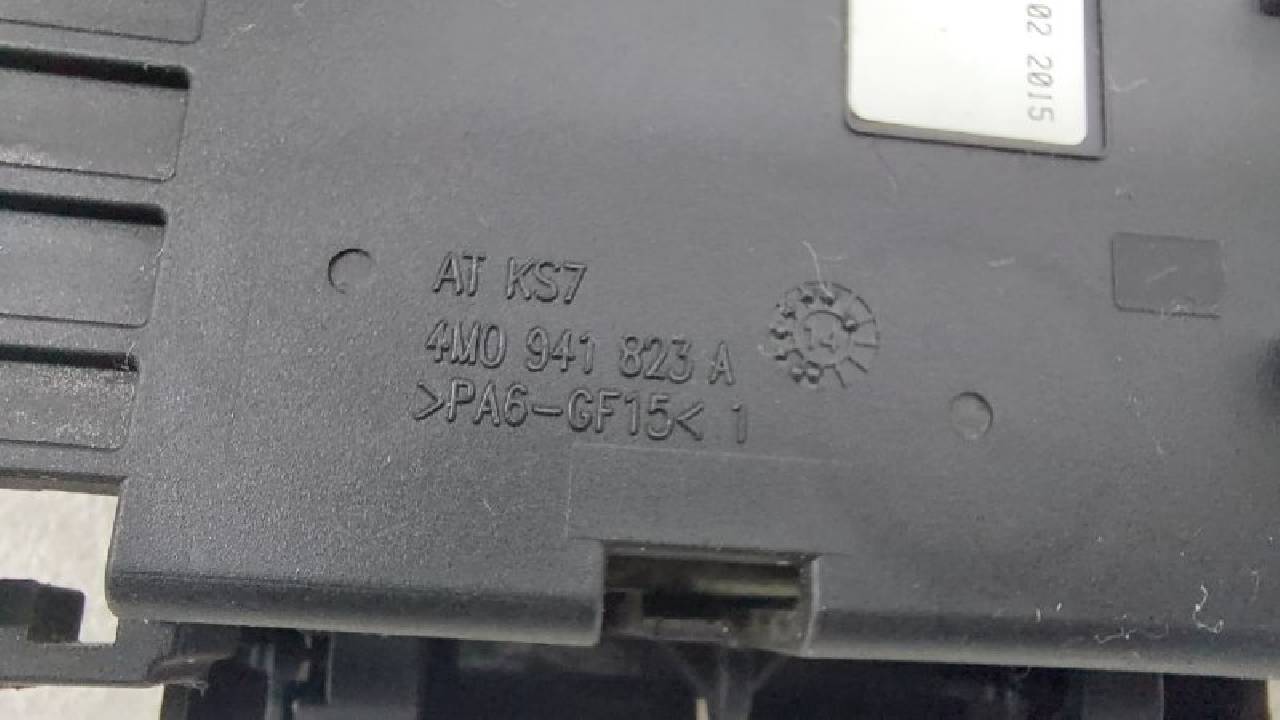 02 2015
AT KS7
4M0 941 823 A
>PA6-GF15< 1
14